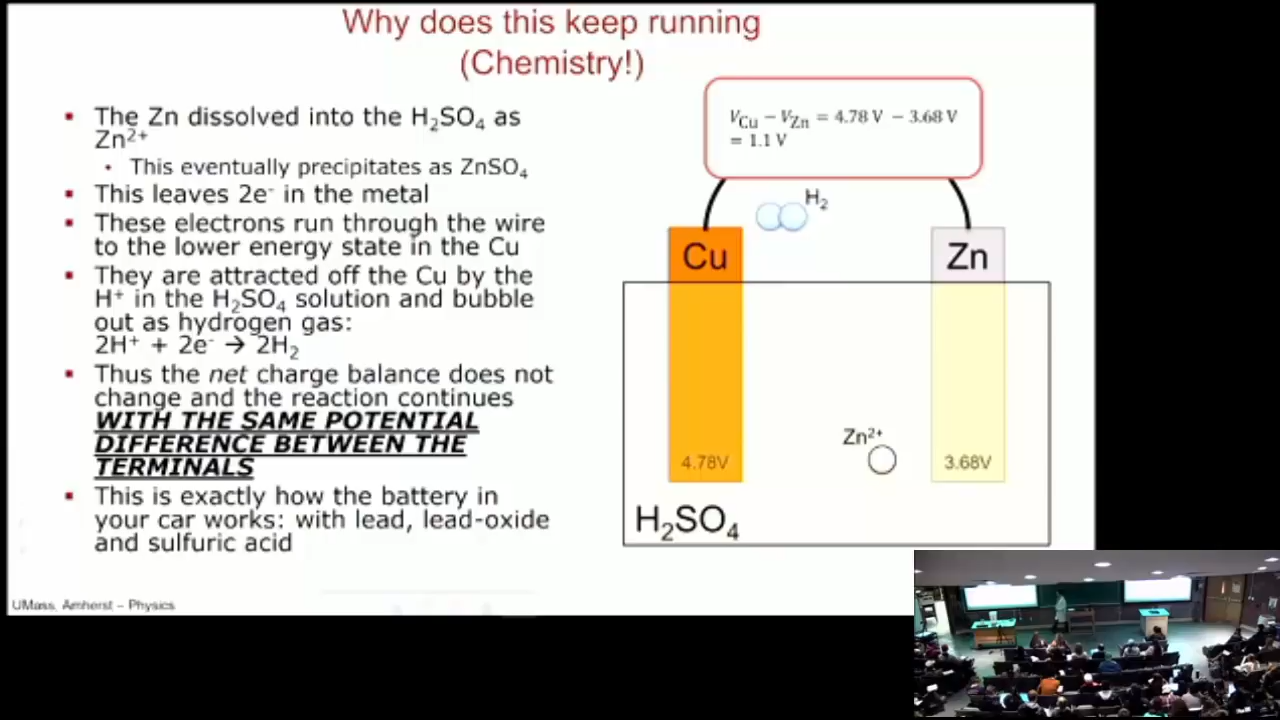 Why does this keep running
(Chemistry!)
▪ The Zn dissolved into the H₂SO₄ as
Zn²⁺
• This eventually precipitates as ZnSO₄
▪ This leaves 2e⁻ in the metal
▪ These electrons run through the wire
to the lower energy state in the Cu
▪ They are attracted off the Cu by the
H⁺ in the H₂SO₄ solution and bubble
out as hydrogen gas:
2H⁺ + 2e⁻ → 2H₂
▪ Thus the net charge balance does not
change and the reaction continues
WITH THE SAME POTENTIAL
DIFFERENCE BETWEEN THE
TERMINALS
▪ This is exactly how the battery in
your car works: with lead, lead-oxide
and sulfuric acid
V_Cu − V_Zn = 4.78 V − 3.68 V
= 1.1 V
H₂
Cu
Zn
Zn²⁺
4.78V
3.68V
H₂SO₄
UMass, Amherst – Physics